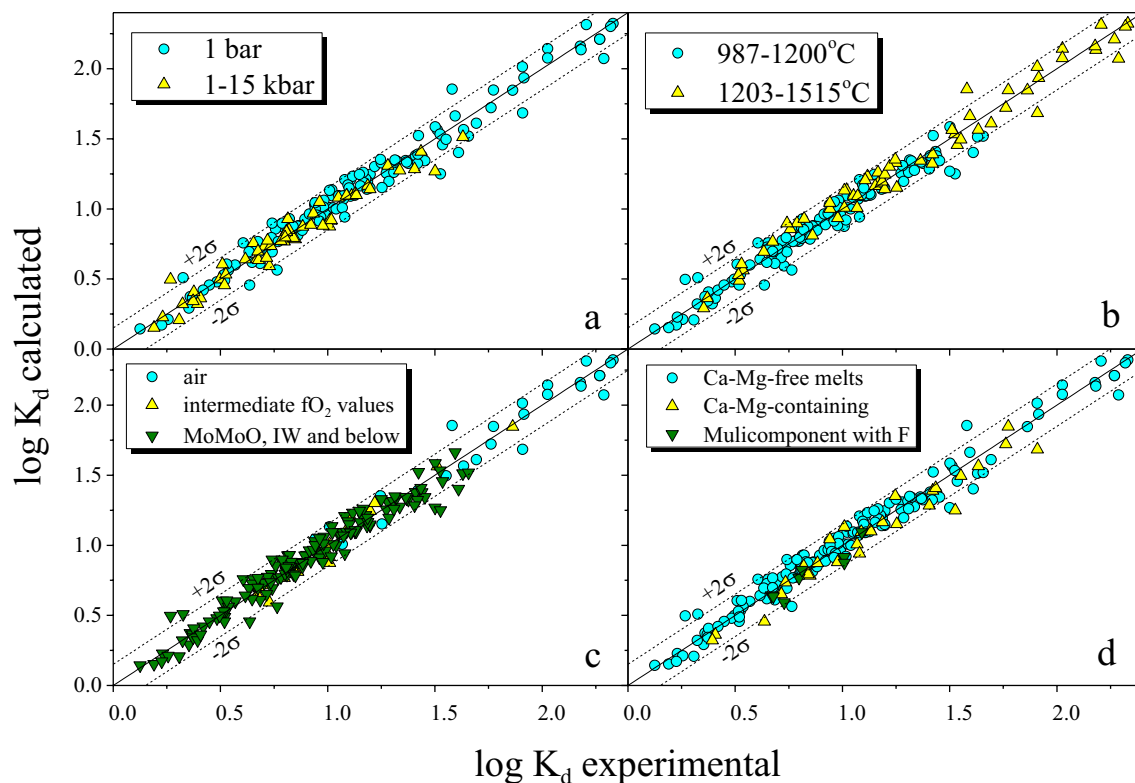 1 bar
1-15 kbar
+2σ
-2σ
a
987-1200°C
1203-1515°C
+2σ
-2σ
b
air
intermediate fO₂ values
MoMoO, IW and below
+2σ
-2σ
c
Ca-Mg-free melts
Ca-Mg-containing
Mulicomponent with F
+2σ
-2σ
d
2.0
1.5
1.0
0.5
0.0
2.0
1.5
1.0
0.5
0.0
0.0 0.5 1.0 1.5 2.0
0.5 1.0 1.5 2.0
log K_d calculated
log K_d experimental